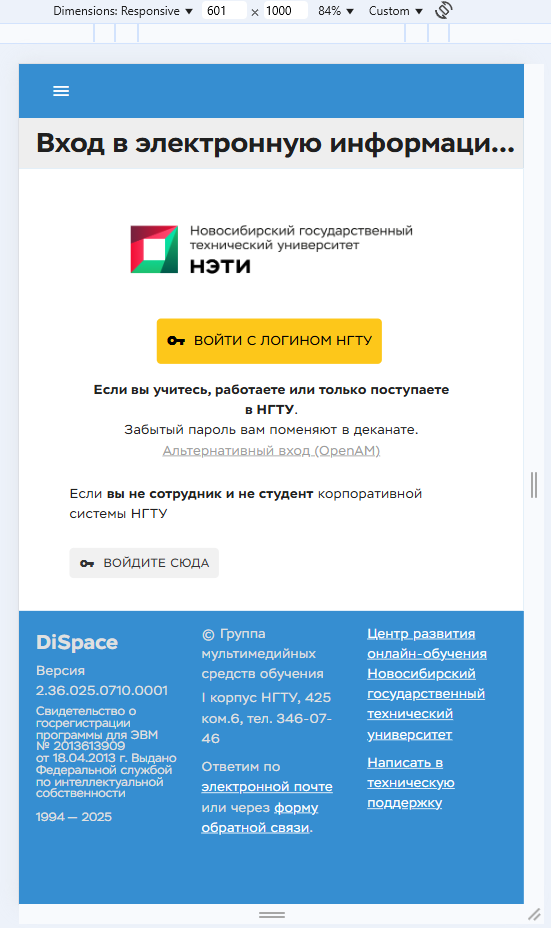 Dimensions: Responsive ▼ 601 x 1000 84% ▼ Custom ▼
Вход в электронную информаци...
Новосибирский государственный
технический университет
НЭТИ
ВОЙТИ С ЛОГИНОМ НГТУ
Если вы учитесь, работаете или только поступаете
в НГТУ.
Забытый пароль вам поменяют в деканате.
Альтернативный вход (OpenAM)
Если вы не сотрудник и не студент корпоративной
системы НГТУ
ВОЙДИТЕ СЮДА
DiSpace
Версия
2.36.025.0710.0001
Свидетельство о
госрегистрации
программы для ЭВМ
№ 2013613909
от 18.04.2013 г. Выдано
Федеральной службой
по интеллектуальной
собственности
1994 — 2025
© Группа
мультимедийных
средств обучения
I корпус НГТУ, 425
ком.6, тел. 346-07-
46
Ответим по
электронной почте
или через форму
обратной связи.
Центр развития
онлайн-обучения
Новосибирский
государственный
технический
университет
Написать в
техническую
поддержку